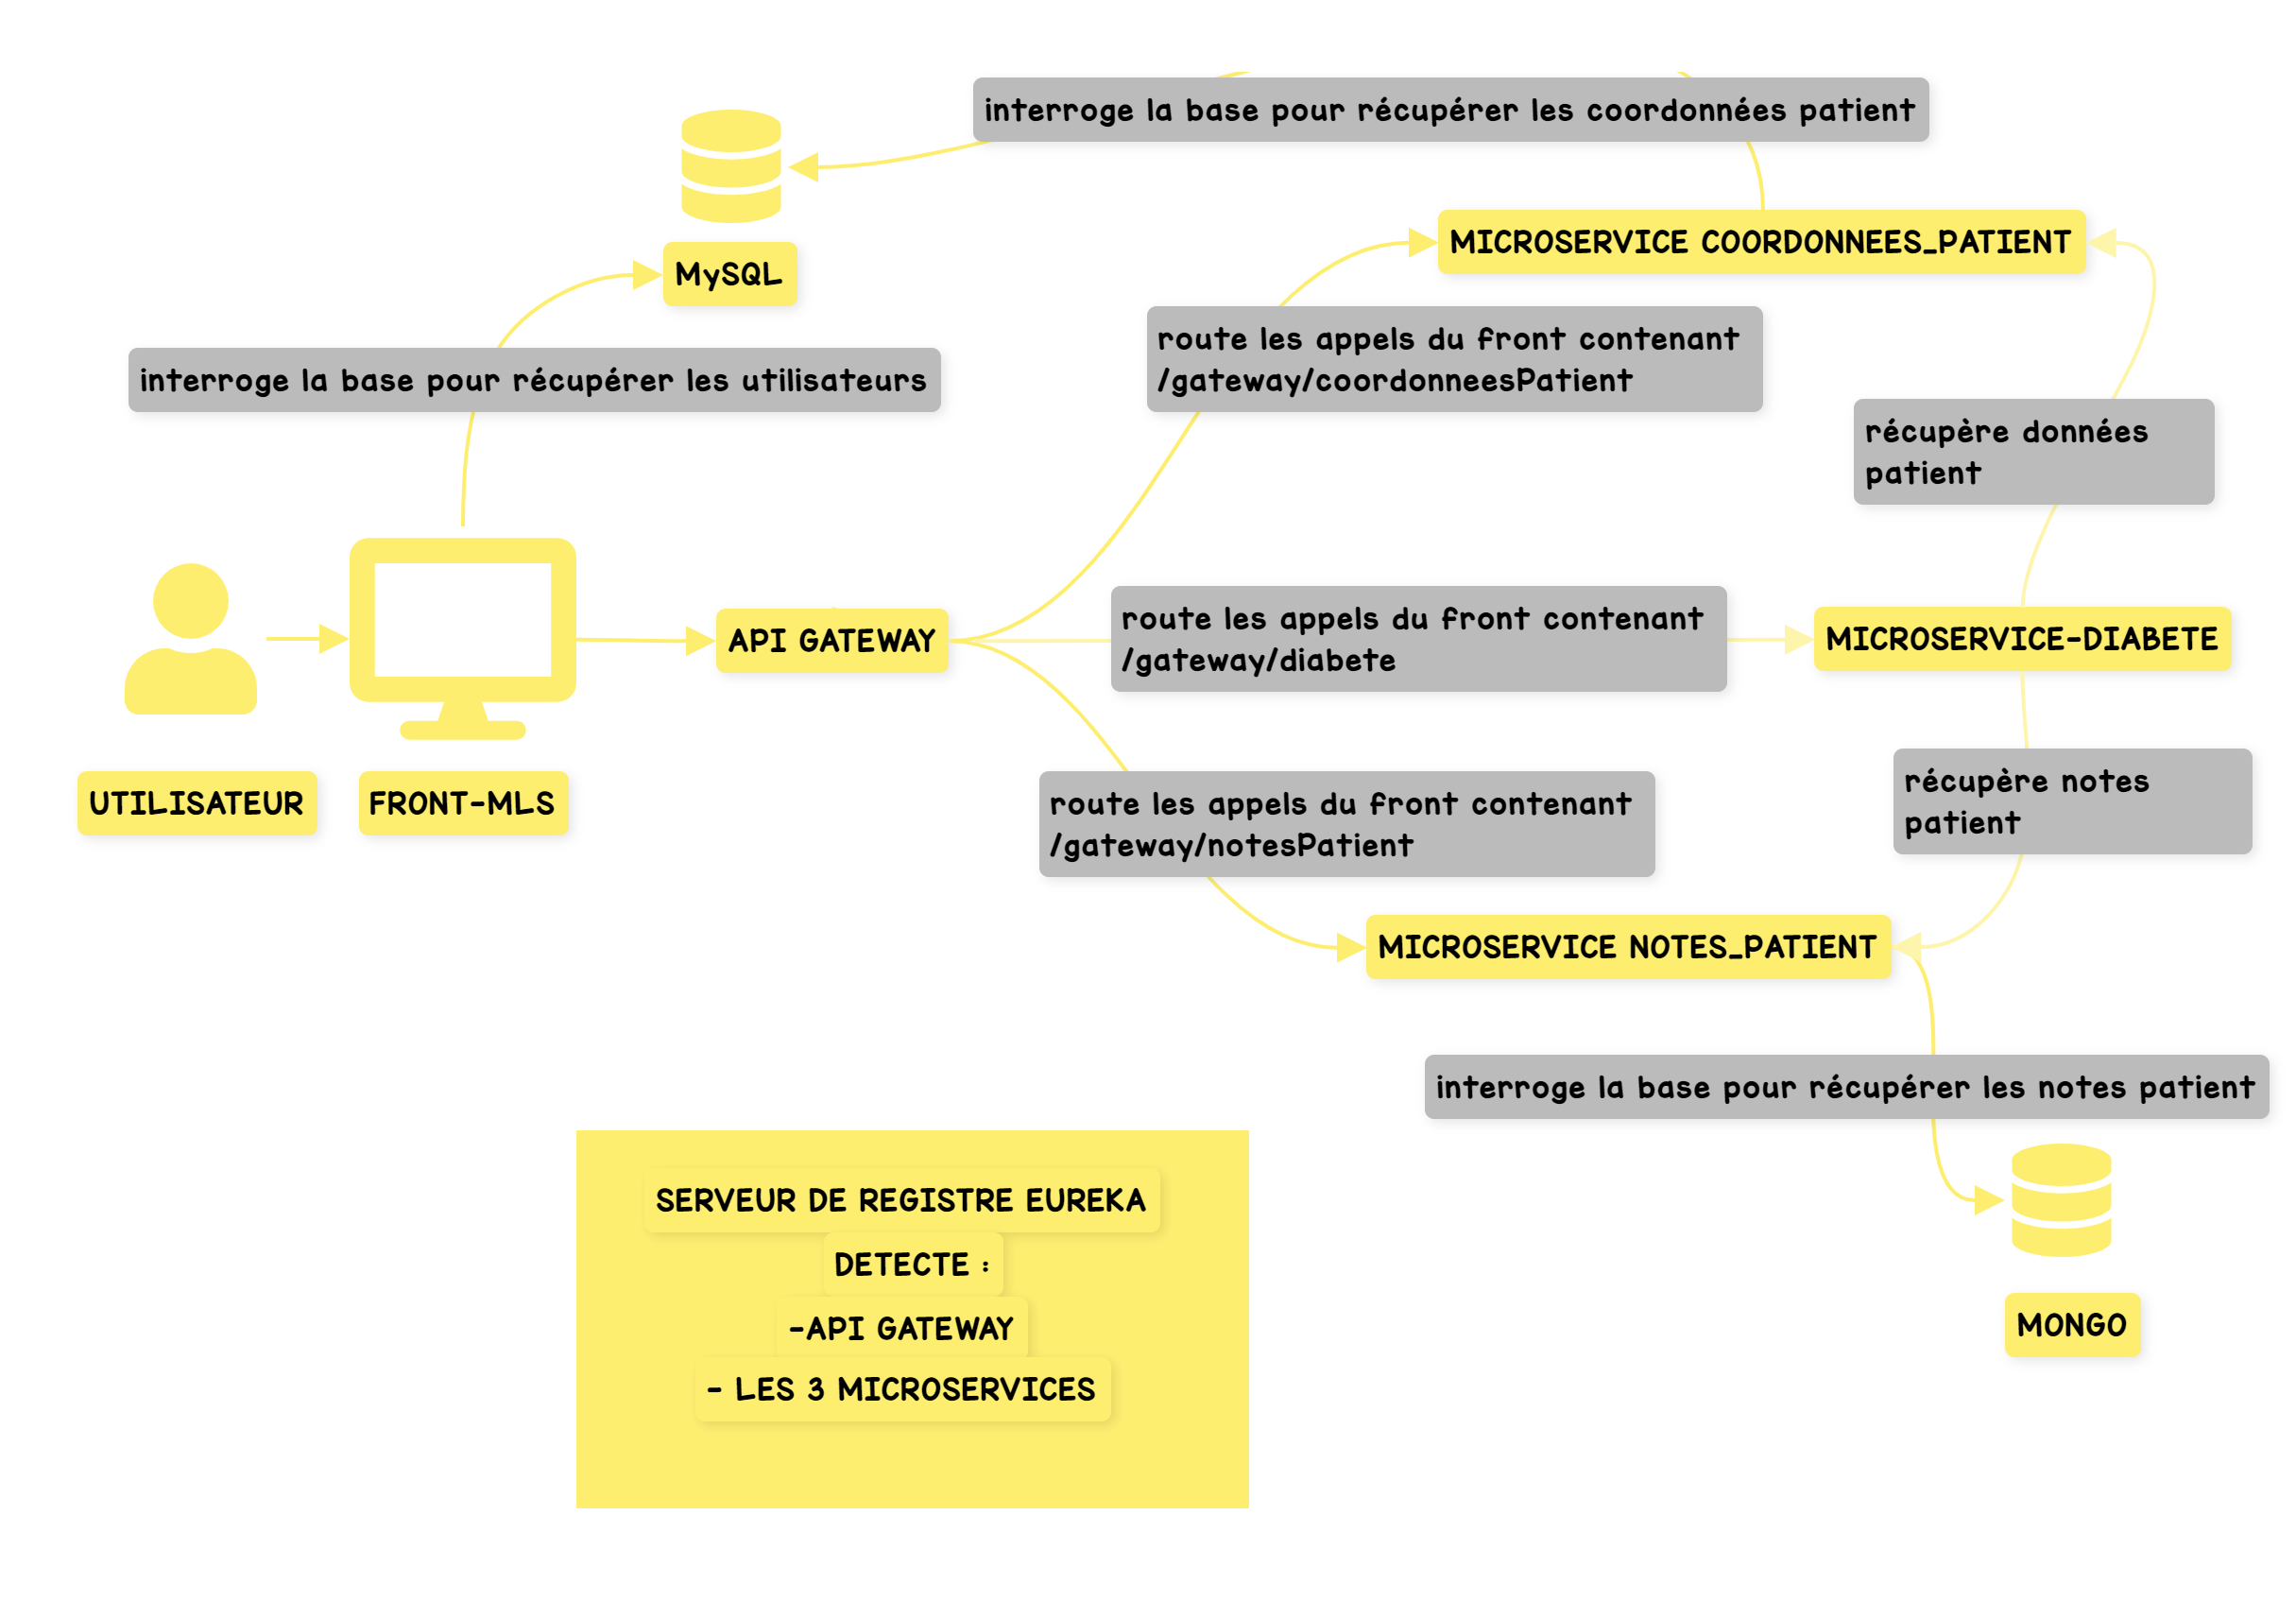 interroge la base pour récupérer les coordonnées patient
MICROSERVICE COORDONNEES_PATIENT
MySQL
route les appels du front contenant
/gateway/coordonneesPatient
interroge la base pour récupérer les utilisateurs
récupère données
patient
route les appels du front contenant
/gateway/diabete
API GATEWAY
MICROSERVICE-DIABETE
UTILISATEUR
FRONT-MLS
route les appels du front contenant
/gateway/notesPatient
récupère notes
patient
MICROSERVICE NOTES_PATIENT
interroge la base pour récupérer les notes patient
SERVEUR DE REGISTRE EUREKA
DETECTE :
-API GATEWAY
- LES 3 MICROSERVICES
MONGO